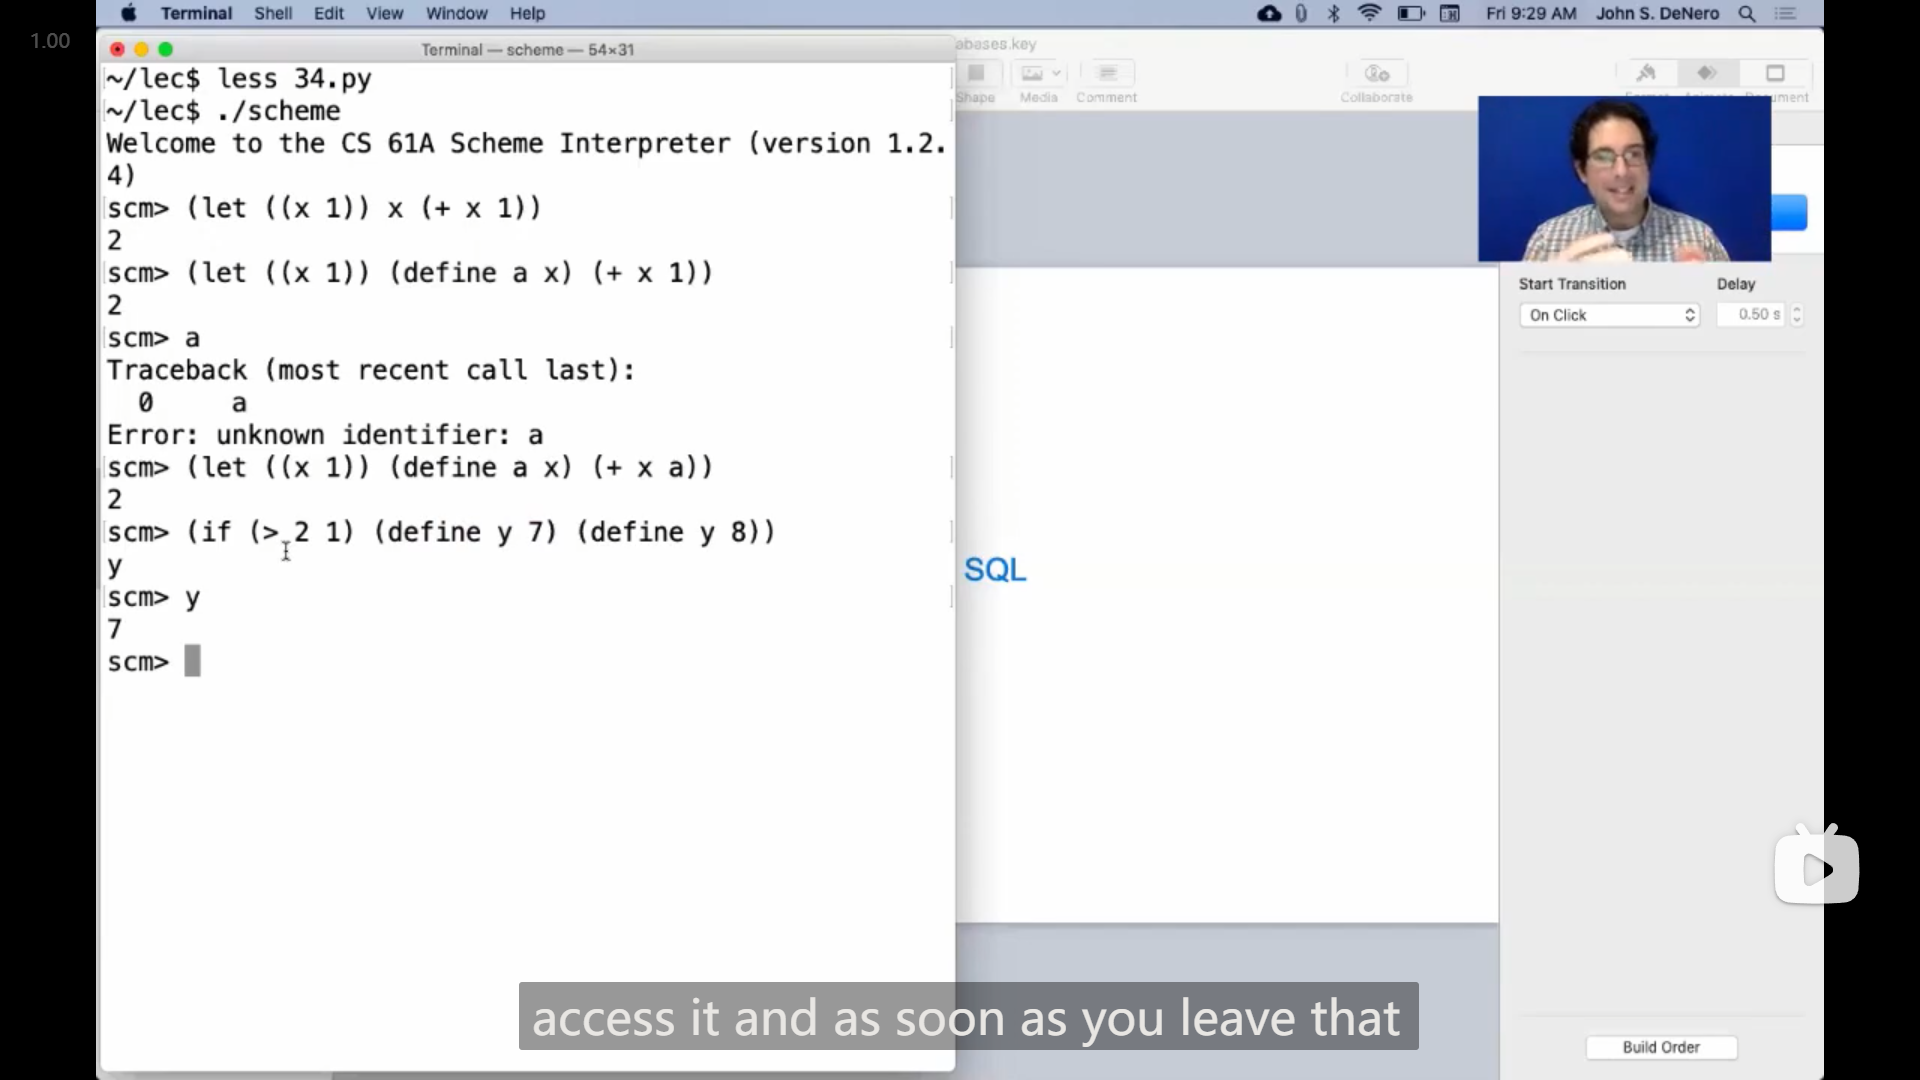 Terminal Shell Edit View Window Help
Fri 9:29 AM John S. DeNero
1.00
Terminal — scheme — 54×31
abases.key
Shape Media Comment Collaborate
~/lec$ less 34.py
~/lec$ ./scheme
Welcome to the CS 61A Scheme Interpreter (version 1.2.
4)
scm> (let ((x 1)) x (+ x 1))
2
scm> (let ((x 1)) (define a x) (+ x 1))
2
scm> a
Traceback (most recent call last):
0 a
Error: unknown identifier: a
scm> (let ((x 1)) (define a x) (+ x a))
2
scm> (if (> 2 1) (define y 7) (define y 8))
y
scm> y
7
scm>
SQL
Start Transition Delay
On Click 0.50 s
Build Order
access it and as soon as you leave that